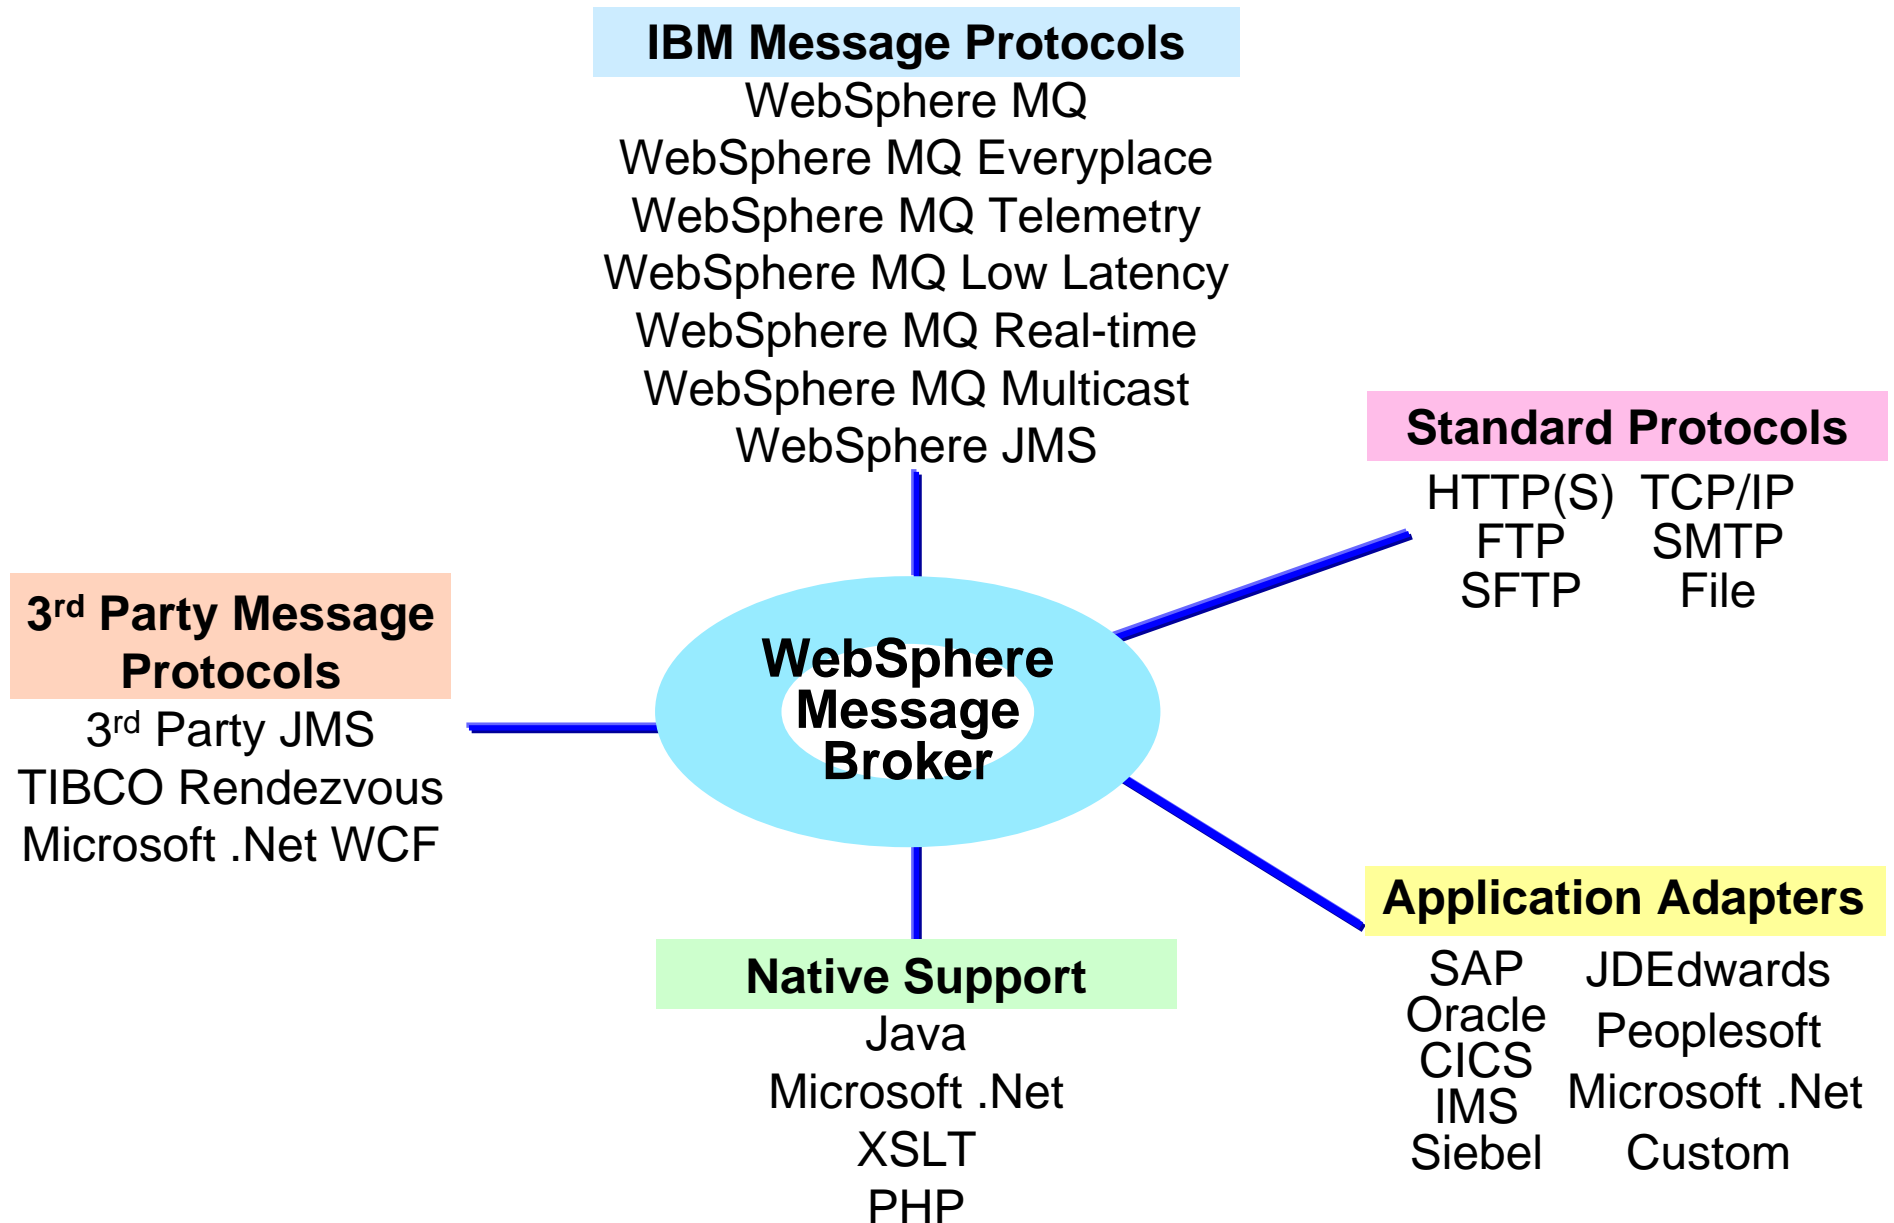 IBM Message Protocols
WebSphere MQ
WebSphere MQ Everyplace
WebSphere MQ Telemetry
WebSphere MQ Low Latency
WebSphere MQ Real-time
WebSphere MQ Multicast
WebSphere JMS
Standard Protocols
HTTP(S) TCP/IP
FTP SMTP
SFTP File
3rd Party Message
Protocols
3rd Party JMS
TIBCO Rendezvous
Microsoft .Net WCF
WebSphere
Message
Broker
Application Adapters
SAP
Oracle
CICS
IMS
Siebel
JDEdwards
Peoplesoft
Microsoft .Net
Custom
Native Support
Java
Microsoft .Net
XSLT
PHP